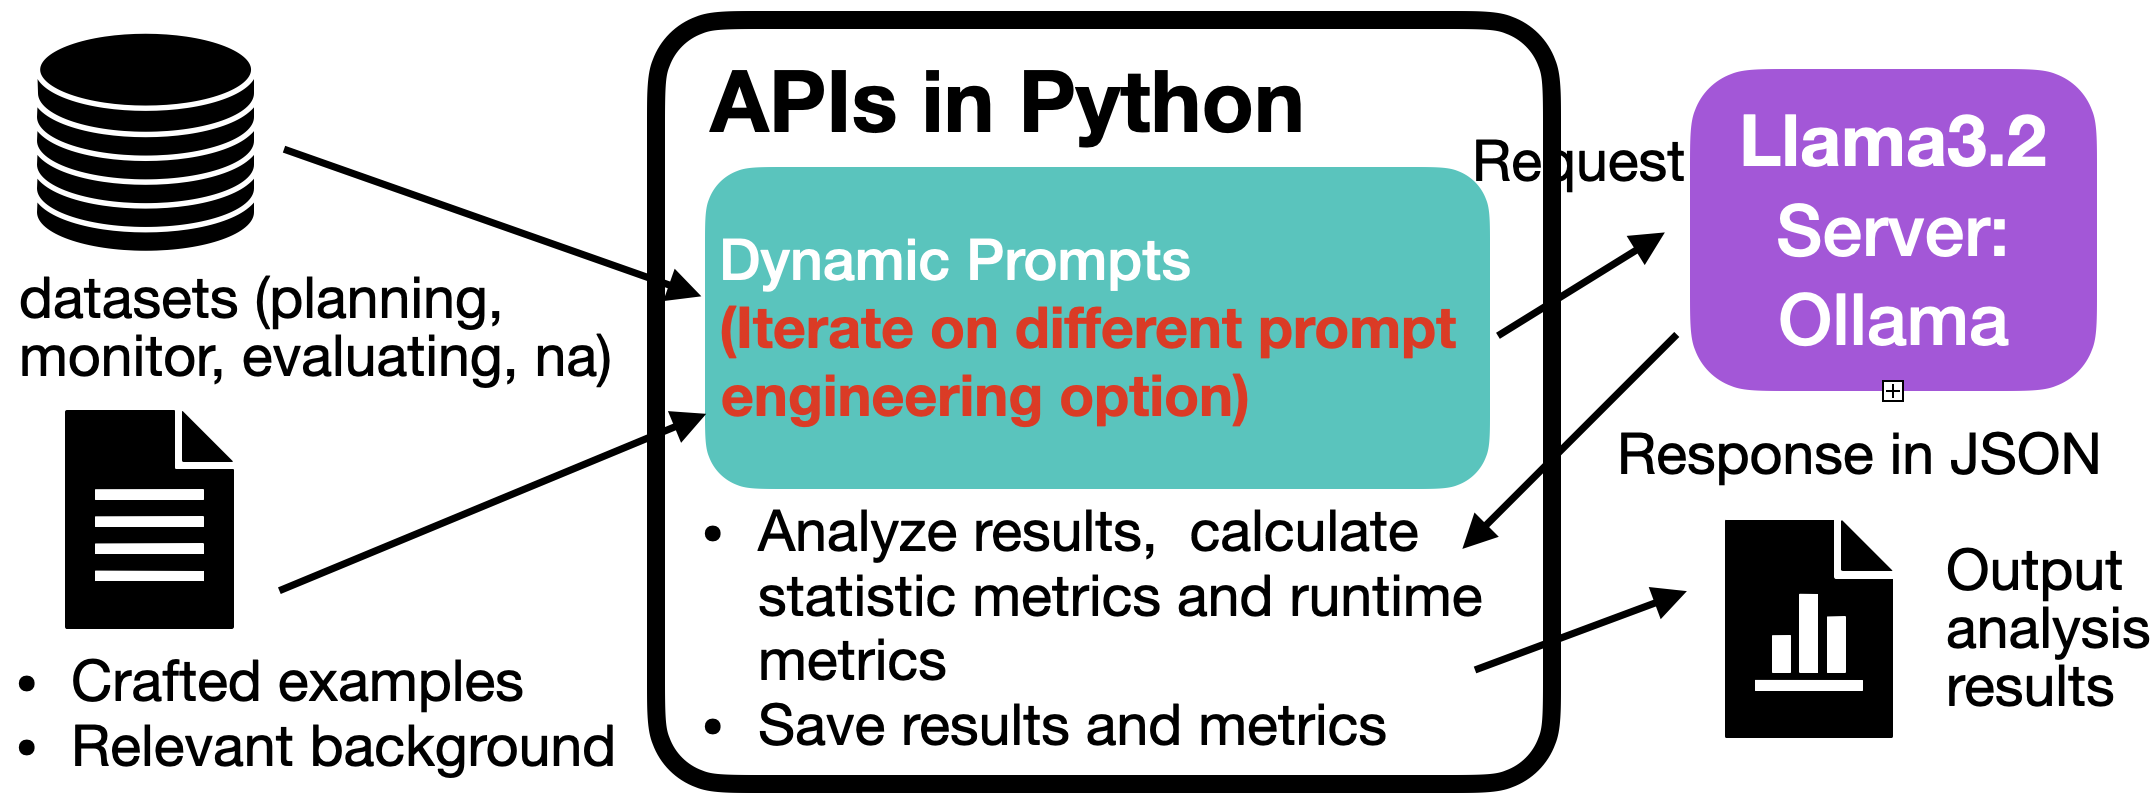 datasets (planning,
monitor, evaluating, na)
• Crafted examples
• Relevant background
APIs in Python
Dynamic Prompts
(Iterate on different prompt
engineering option)
• Analyze results, calculate
statistic metrics and runtime
metrics
• Save results and metrics
Request
Llama3.2
Server:
Ollama
Response in JSON
Output
analysis
results